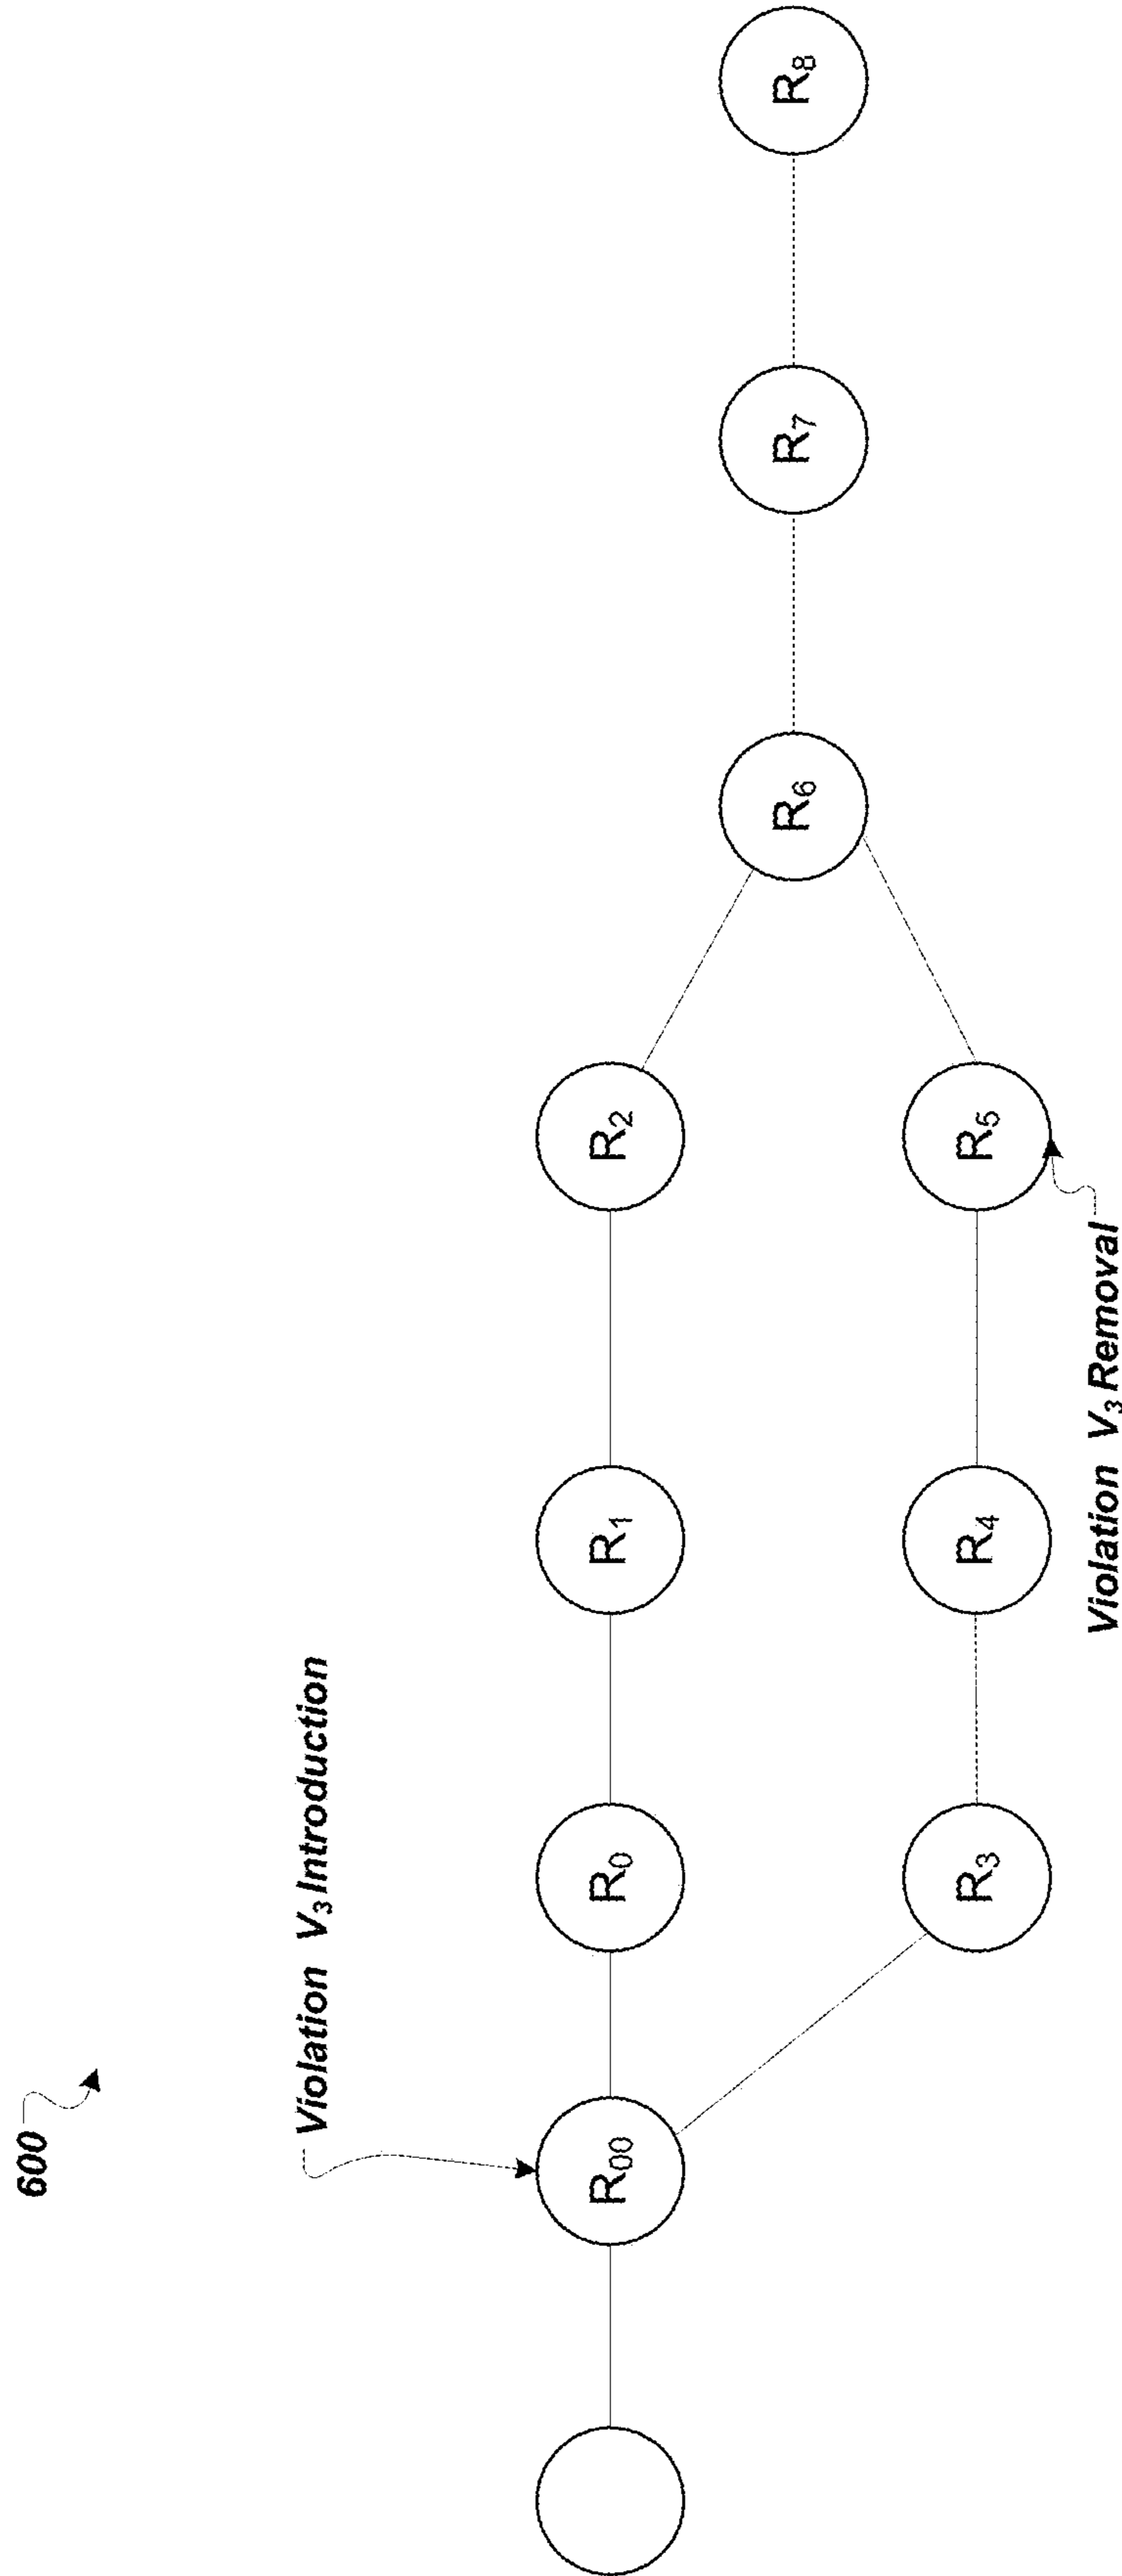 600
Violation V₃ Introduction
R₀₀
R₀
R₁
R₂
R₃
R₄
R₅
R₆
R₇
R₈
Violation V₃ Removal